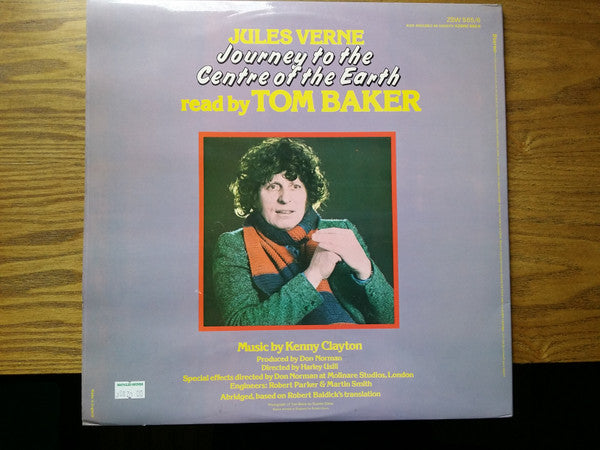 ZSW 565/6
Stereo
JULES VERNE
Journey to the
Centre of the Earth
read by TOM BAKER
Music by Kenny Clayton
Produced by Don Norman
Directed by Harley Usill
Special effects directed by Don Norman at Molinare Studios, London
Engineers: Robert Parker & Martin Smith
Abridged, based on Robert Baldick's translation